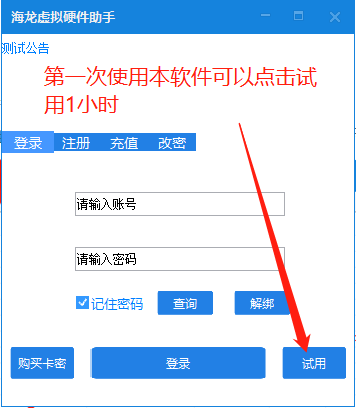 海龙虚拟硬件助手
测试公告
第一次使用本软件可以点击试
用1小时
登录 注册 充值 改密
请输入账号
请输入密码
记住密码 查询 解绑
购买卡密 登录 试用